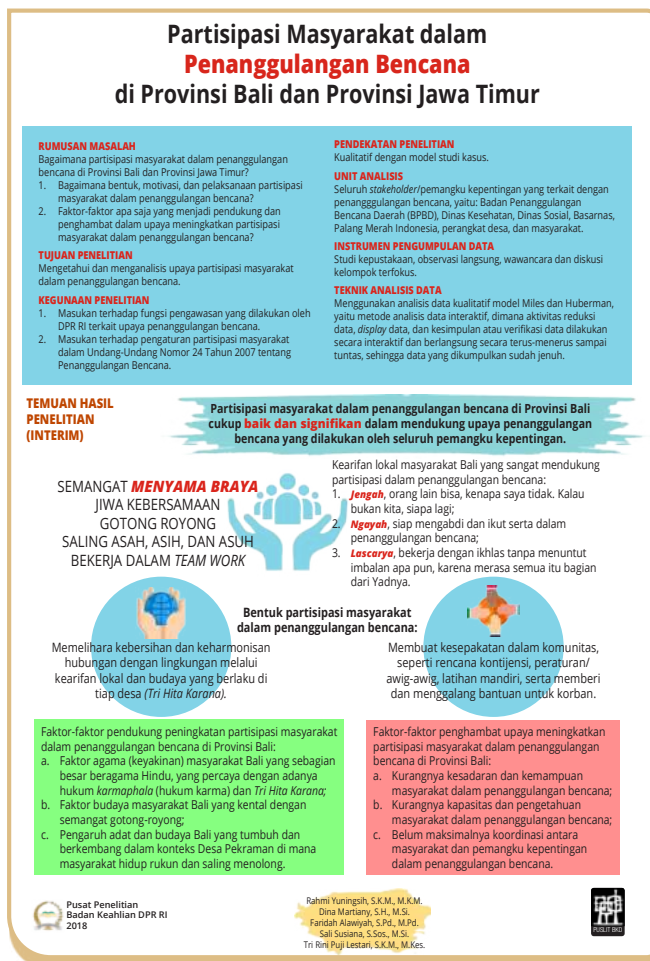 Partisipasi Masyarakat dalam
Penanggulangan Bencana
di Provinsi Bali dan Provinsi Jawa Timur
RUMUSAN MASALAH
Bagaimana partisipasi masyarakat dalam penanggulangan
bencana di Provinsi Bali dan Provinsi Jawa Timur?
1. Bagaimana bentuk, motivasi, dan pelaksanaan partisipasi
masyarakat dalam penanggulangan bencana?
2. Faktor-faktor apa saja yang menjadi pendukung dan
penghambat dalam upaya meningkatkan partisipasi
masyarakat dalam penanggulangan bencana?
TUJUAN PENELITIAN
Mengetahui dan menganalisis upaya partisipasi masyarakat
dalam penanggulangan bencana.
KEGUNAAN PENELITIAN
1. Masukan terhadap fungsi pengawasan yang dilakukan oleh
DPR RI terkait upaya penanggulangan bencana.
2. Masukan terhadap pengaturan partisipasi masyarakat
dalam Undang-Undang Nomor 24 Tahun 2007 tentang
Penanggulangan Bencana.
PENDEKATAN PENELITIAN
Kualitatif dengan model studi kasus.
UNIT ANALISIS
Seluruh stakeholder/pemangku kepentingan yang terkait dengan
penangggulangan bencana, yaitu: Badan Penanggulangan
Bencana Daerah (BPBD), Dinas Kesehatan, Dinas Sosial, Basarnas,
Palang Merah Indonesia, perangkat desa, dan masyarakat.
INSTRUMEN PENGUMPULAN DATA
Studi kepustakaan, observasi langsung, wawancara dan diskusi
kelompok terfokus.
TEKNIK ANALISIS DATA
Menggunakan analisis data kualitatif model Miles dan Huberman,
yaitu metode analisis data interaktif, dimana aktivitas reduksi
data, display data, dan kesimpulan atau verifikasi data dilakukan
secara interaktif dan berlangsung secara terus-menerus sampai
tuntas, sehingga data yang dikumpulkan sudah jenuh.
TEMUAN HASIL
PENELITIAN
(INTERIM)
Partisipasi masyarakat dalam penanggulangan bencana di Provinsi Bali
cukup baik dan signifikan dalam mendukung upaya penanggulangan
bencana yang dilakukan oleh seluruh pemangku kepentingan.
SEMANGAT MENYAMA BRAYA
JIWA KEBERSAMAAN
GOTONG ROYONG
SALING ASAH, ASIH, DAN ASUH
BEKERJA DALAM TEAM WORK
Kearifan lokal masyarakat Bali yang sangat mendukung
partisipasi dalam penanggulangan bencana:
1. Jengah, orang lain bisa, kenapa saya tidak. Kalau
bukan kita, siapa lagi;
2. Ngayah, siap mengabdi dan ikut serta dalam
penanggulangan bencana;
3. Lascarya, bekerja dengan ikhlas tanpa menuntut
imbalan apa pun, karena merasa semua itu bagian
dari Yadnya.
Bentuk partisipasi masyarakat
dalam penanggulangan bencana:
Memelihara kebersihan dan keharmonisan
hubungan dengan lingkungan melalui
kearifan lokal dan budaya yang berlaku di
tiap desa (Tri Hita Karana).
Membuat kesepakatan dalam komunitas,
seperti rencana kontijensi, peraturan/
awig-awig, latihan mandiri, serta memberi
dan menggalang bantuan untuk korban.
Faktor-faktor pendukung peningkatan partisipasi masyarakat
dalam penanggulangan bencana di Provinsi Bali:
a. Faktor agama (keyakinan) masyarakat Bali yang sebagian
besar beragama Hindu, yang percaya dengan adanya
hukum karmaphala (hukum karma) dan Tri Hita Karana;
b. Faktor budaya masyarakat Bali yang kental dengan
semangat gotong-royong;
c. Pengaruh adat dan budaya Bali yang tumbuh dan
berkembang dalam konteks Desa Pekraman di mana
masyarakat hidup rukun dan saling menolong.
Faktor-faktor penghambat upaya meningkatkan
partisipasi masyarakat dalam penanggulangan
bencana di Provinsi Bali:
a. Kurangnya kesadaran dan kemampuan
masyarakat dalam penanggulangan bencana;
b. Kurangnya kapasitas dan pengetahuan
masyarakat dalam penanggulangan bencana;
c. Belum maksimalnya koordinasi antara
masyarakat dan pemangku kepentingan
dalam penanggulangan bencana.
Pusat Penelitian
Badan Keahlian DPR RI
2018
Rahmi Yuningsih, S.K.M., M.K.M.
Dina Martiany, S.H., M.Si.
Faridah Alawiyah, S.Pd., M.Pd.
Sali Susiana, S.Sos., M.Si.
Tri Rini Puji Lestari, S.K.M., M.Kes.
PUSLIT BKD